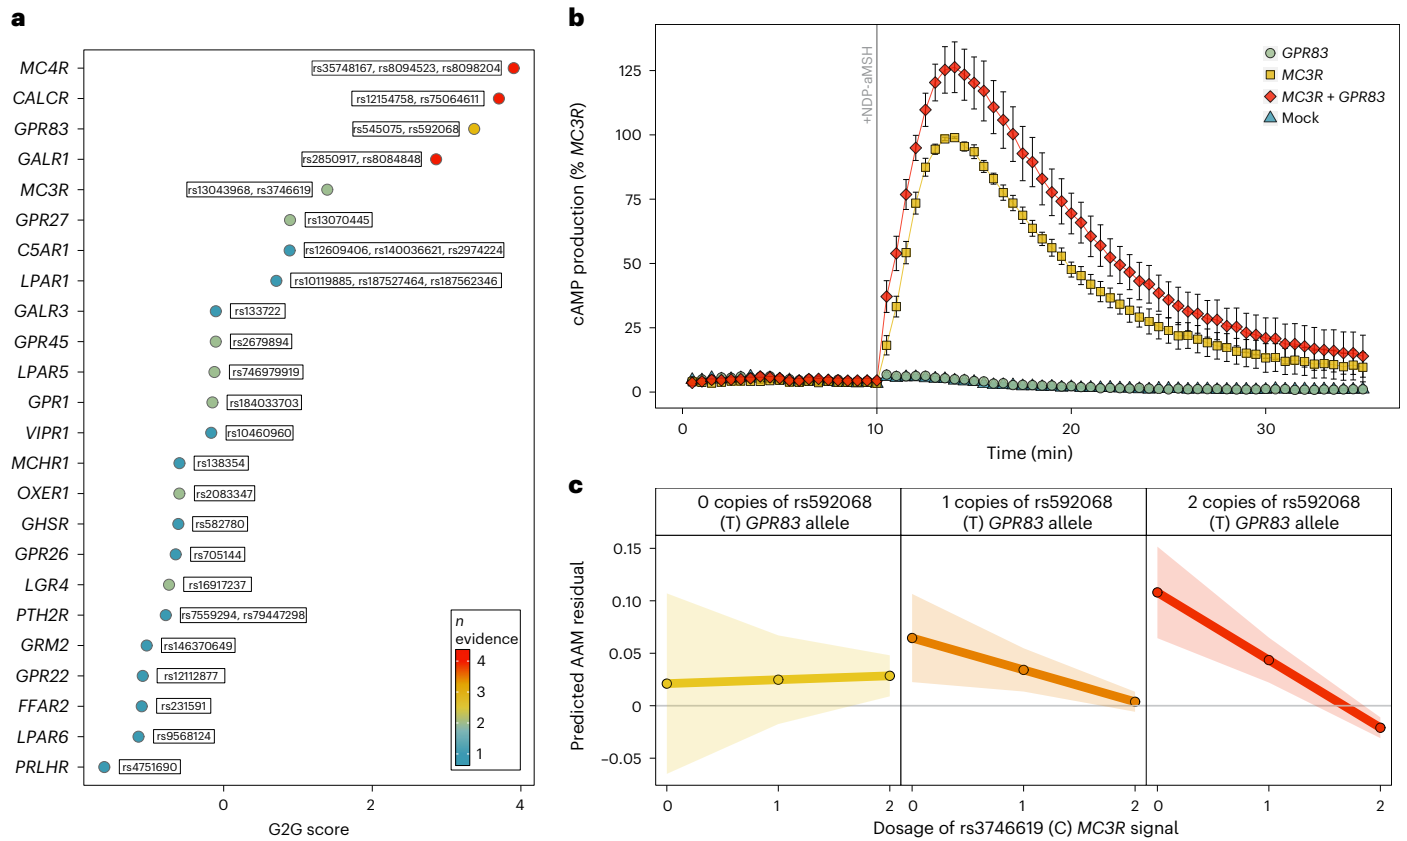 a
MC4R
rs35748167, rs8094523, rs8098204
CALCR
rs12154758, rs75064611
GPR83
rs545075, rs592068
GALR1
rs2850917, rs8084848
MC3R
rs13043968, rs3746619
GPR27
rs13070445
C5AR1
rs12609406, rs140036621, rs2974224
LPAR1
rs10119885, rs187527464, rs187562346
GALR3
rs133722
GPR45
rs2679894
LPAR5
rs746979919
GPR1
rs184033703
VIPR1
rs10460960
MCHR1
rs138354
OXER1
rs2083347
GHSR
rs582780
GPR26
rs705144
LGR4
rs16917237
PTH2R
rs7559294, rs79447298
GRM2
rs146370649
GPR22
rs12112877
FFAR2
rs231591
LPAR6
rs9568124
PRLHR
rs4751690
n
evidence
4
3
2
1
0 2 4
G2G score
b
cAMP production (% MC3R)
125
100
75
50
25
0
+NDP-aMSH
GPR83
MC3R
MC3R + GPR83
Mock
0 10 20 30
Time (min)
c
0 copies of rs592068
(T) GPR83 allele
1 copies of rs592068
(T) GPR83 allele
2 copies of rs592068
(T) GPR83 allele
Predicted AAM residual
0.15
0.10
0.05
0
–0.05
0 1 2 0 1 2 0 1 2
Dosage of rs3746619 (C) MC3R signal